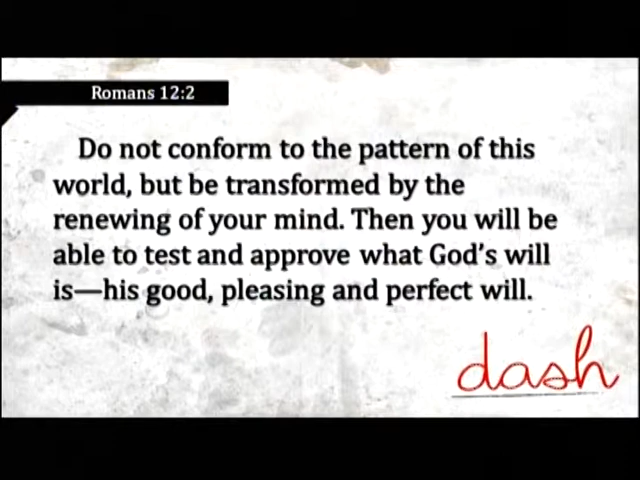 Romans 12:2
Do not conform to the pattern of this
world, but be transformed by the
renewing of your mind. Then you will be
able to test and approve what God's will
is—his good, pleasing and perfect will.
dash